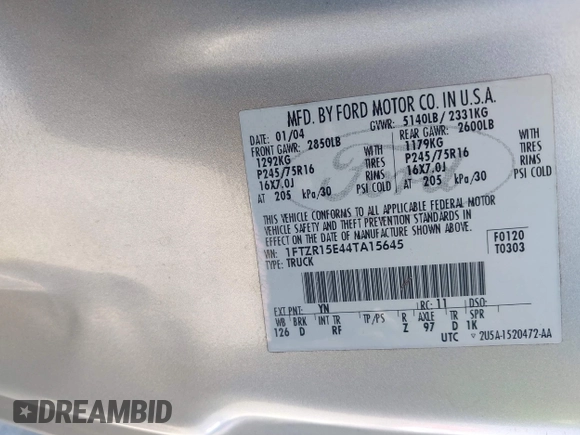 MFD. BY FORD MOTOR CO. IN U.S.A.
DATE: 01/04 GVWR: 5140LB/ 2331KG
FRONT GAWR: 2850LB REAR GAWR: 2600LB
1292KG WITH 1179KG WITH
P245/75R16 TIRES P245/75R16 TIRES
16X7.0J RIMS 16X7.0J RIMS
AT 205 kPa/30 PSI COLD AT 205 kPa/30 PSI COLD
Ford
THIS VEHICLE CONFORMS TO ALL APPLICABLE FEDERAL MOTOR
VEHICLE SAFETY AND THEFT PREVENTION STANDARDS IN
EFFECT ON THE DATE OF MANUFACTURE SHOWN ABOVE.
VIN: 1FTZR15E44TA15645 F0120
TYPE: TRUCK T0303
EXT PNT: YN RC: 11 DSO:
WB BRK INT TR TP/PS R AXLE TR SPR
126 D RF Z 97 D 1K
UTC 2U5A-1520472-AA
DREAMBID